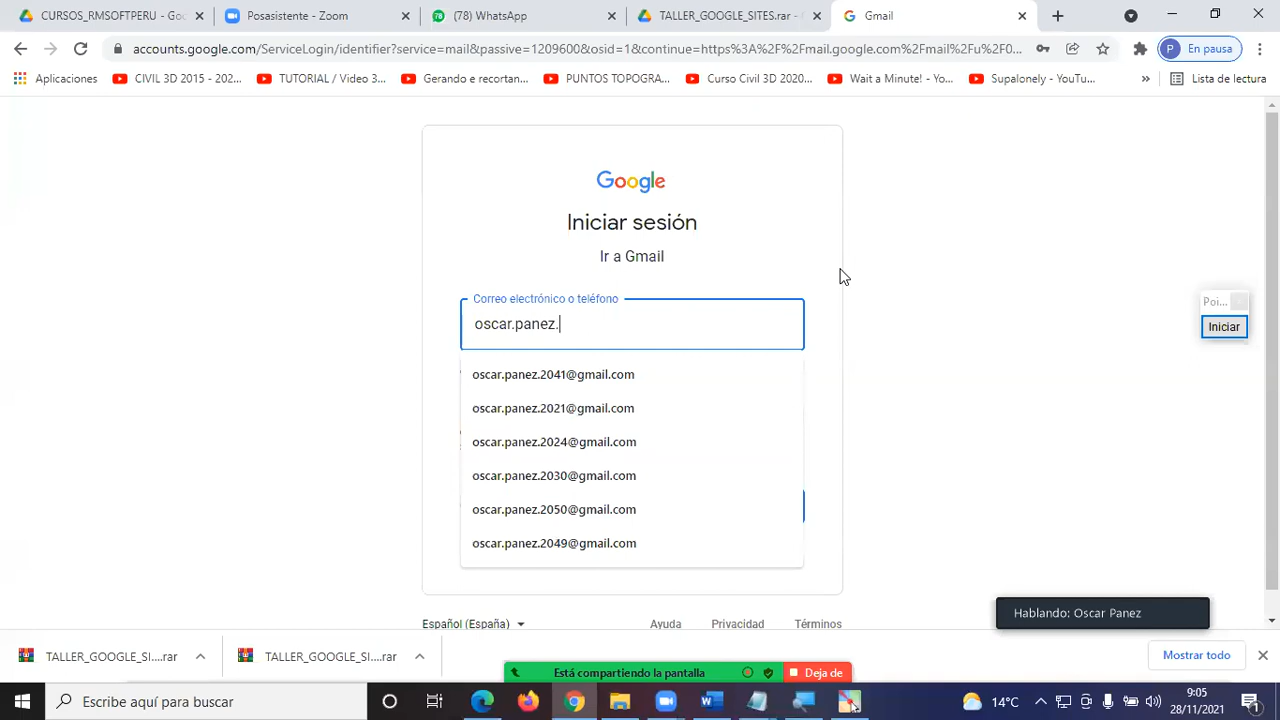 CURSOS_RMSOFTPERU - Goo
Posasistente - Zoom
(78) WhatsApp
TALLER_GOOGLE_SITES.rar - 
Gmail
accounts.google.com/ServiceLogin/identifier?service=mail&passive=1209600&osid=1&continue=https%3A%2F%2Fmail.google.com%2Fmail%2Fu%2F0...
P En pausa
Aplicaciones
CIVIL 3D 2015 - 202...
TUTORIAL / Video 3...
Gerando e recortan...
PUNTOS TOPOGRA...
Curso Civil 3D 2020...
Wait a Minute! - Yo...
Supalonely - YouTu...
»
Lista de lectura
Google
Iniciar sesión
Ir a Gmail
Correo electrónico o teléfono
oscar.panez.
oscar.panez.2041@gmail.com
oscar.panez.2021@gmail.com
oscar.panez.2024@gmail.com
oscar.panez.2030@gmail.com
oscar.panez.2050@gmail.com
oscar.panez.2049@gmail.com
Poi...
Iniciar
Hablando: Oscar Panez
Español (España)
Ayuda
Privacidad
Términos
TALLER_GOOGLE_SI....rar
TALLER_GOOGLE_SI....rar
Mostrar todo
Está compartiendo la pantalla
Deja de
Escribe aquí para buscar
14°C
9:05
28/11/2021
1